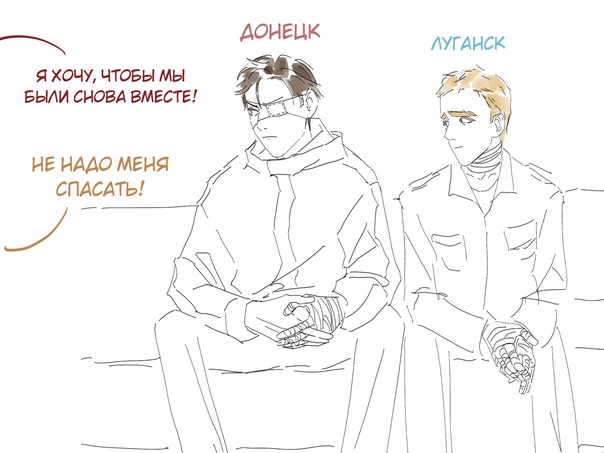 ДОНЕЦК
ЛУГАНСК
Я ХОЧУ, ЧТОБЫ МЫ
БЫЛИ СНОВА ВМЕСТЕ!
НЕ НАДО МЕНЯ
СПАСАТЬ!